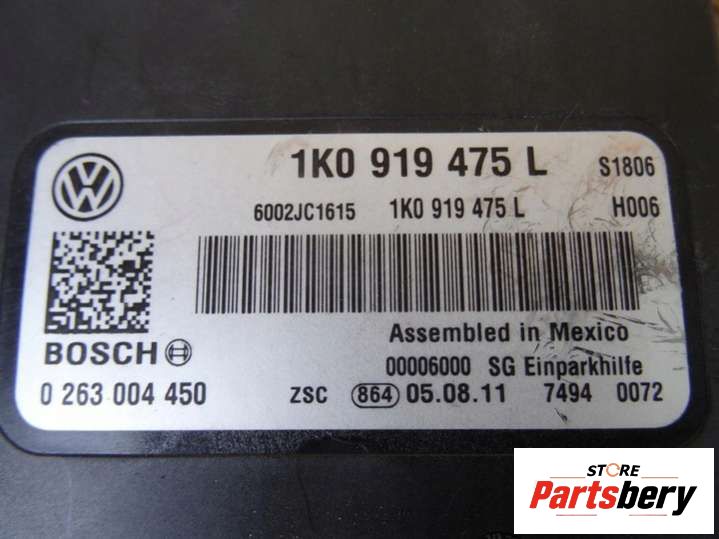 1K0 919 475 L S1806
6002JC1615 1K0 919 475 L H006
Assembled in Mexico
BOSCH 00006000 SG Einparkhilfe
0 263 004 450 ZSC 864 05.08.11 7494 0072
STORE
Partsbery